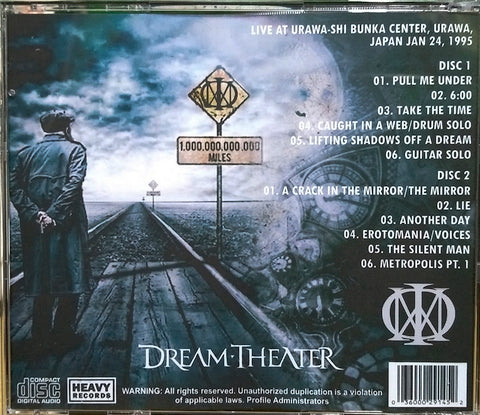 LIVE AT URAWA-SHI BUNKA CENTER, URAWA,
JAPAN JAN 24, 1995
DISC 1
01. PULL ME UNDER
02. 6:00
03. TAKE THE TIME
04. CAUGHT IN A WEB/DRUM SOLO
05. LIFTING SHADOWS OFF A DREAM
06. GUITAR SOLO
DISC 2
01. A CRACK IN THE MIRROR/THE MIRROR
02. LIE
03. ANOTHER DAY
04. EROTOMANIA/VOICES
05. THE SILENT MAN
06. METROPOLIS PT. 1
1.000.000.000.000
MILES
DREAM·THEATER
COMPACT
disc
DIGITAL AUDIO
HEAVY
RECORDS
WARNING: All rights reserved. Unauthorized duplication is a violation
of applicable laws. Profile Administrators
0 36000 29145 2